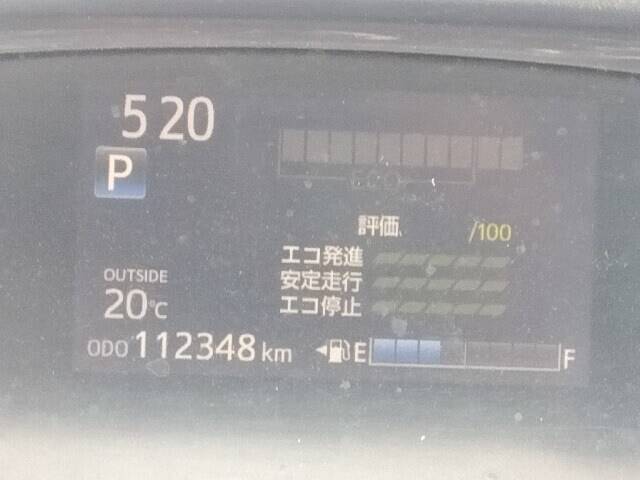 5 20
P
ECO
評価 /100
エコ発進
安定走行
エコ停止
OUTSIDE
20℃
ODO 112348 km
E F